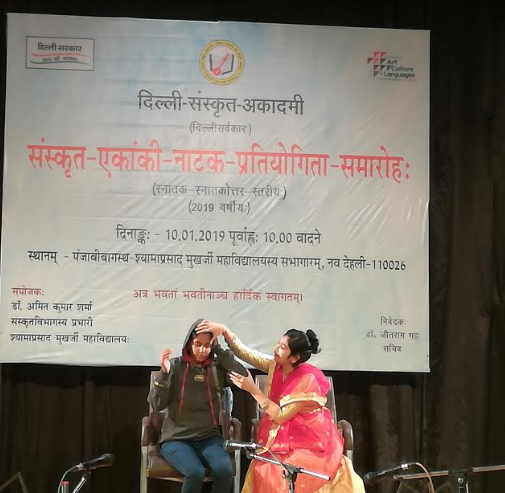 दिल्ली सरकार
आप की सरकार
Art
Culture
Languages
दिल्ली-संस्कृत-अकादमी
(दिल्लीसर्वकारः)
संस्कृत-एकांकी-नाटक-प्रतियोगिता-समारोहः
(स्नातक-स्नातकोत्तर-स्तरीयः)
(2019 वर्षीयः)
दिनाङ्कः - 10.01.2019 पूर्वाह्नः 10.00 वादने
स्थानम् - पंजाबीबागस्थ-श्यामाप्रसाद मुखर्जी महाविद्यालयस्य सभागारम्, नव देहली-110026
अत्र भवतां भवतीनाञ्च हार्दिकं स्वागतम्।
संयोजकः
डॉ. अमित कुमार शर्मा
संस्कृतविभागस्य प्रभारी
श्यामाप्रसाद मुखर्जी महाविद्यालयः
निवेदकः
डॉ. जीतराम भट्ट
सचिव